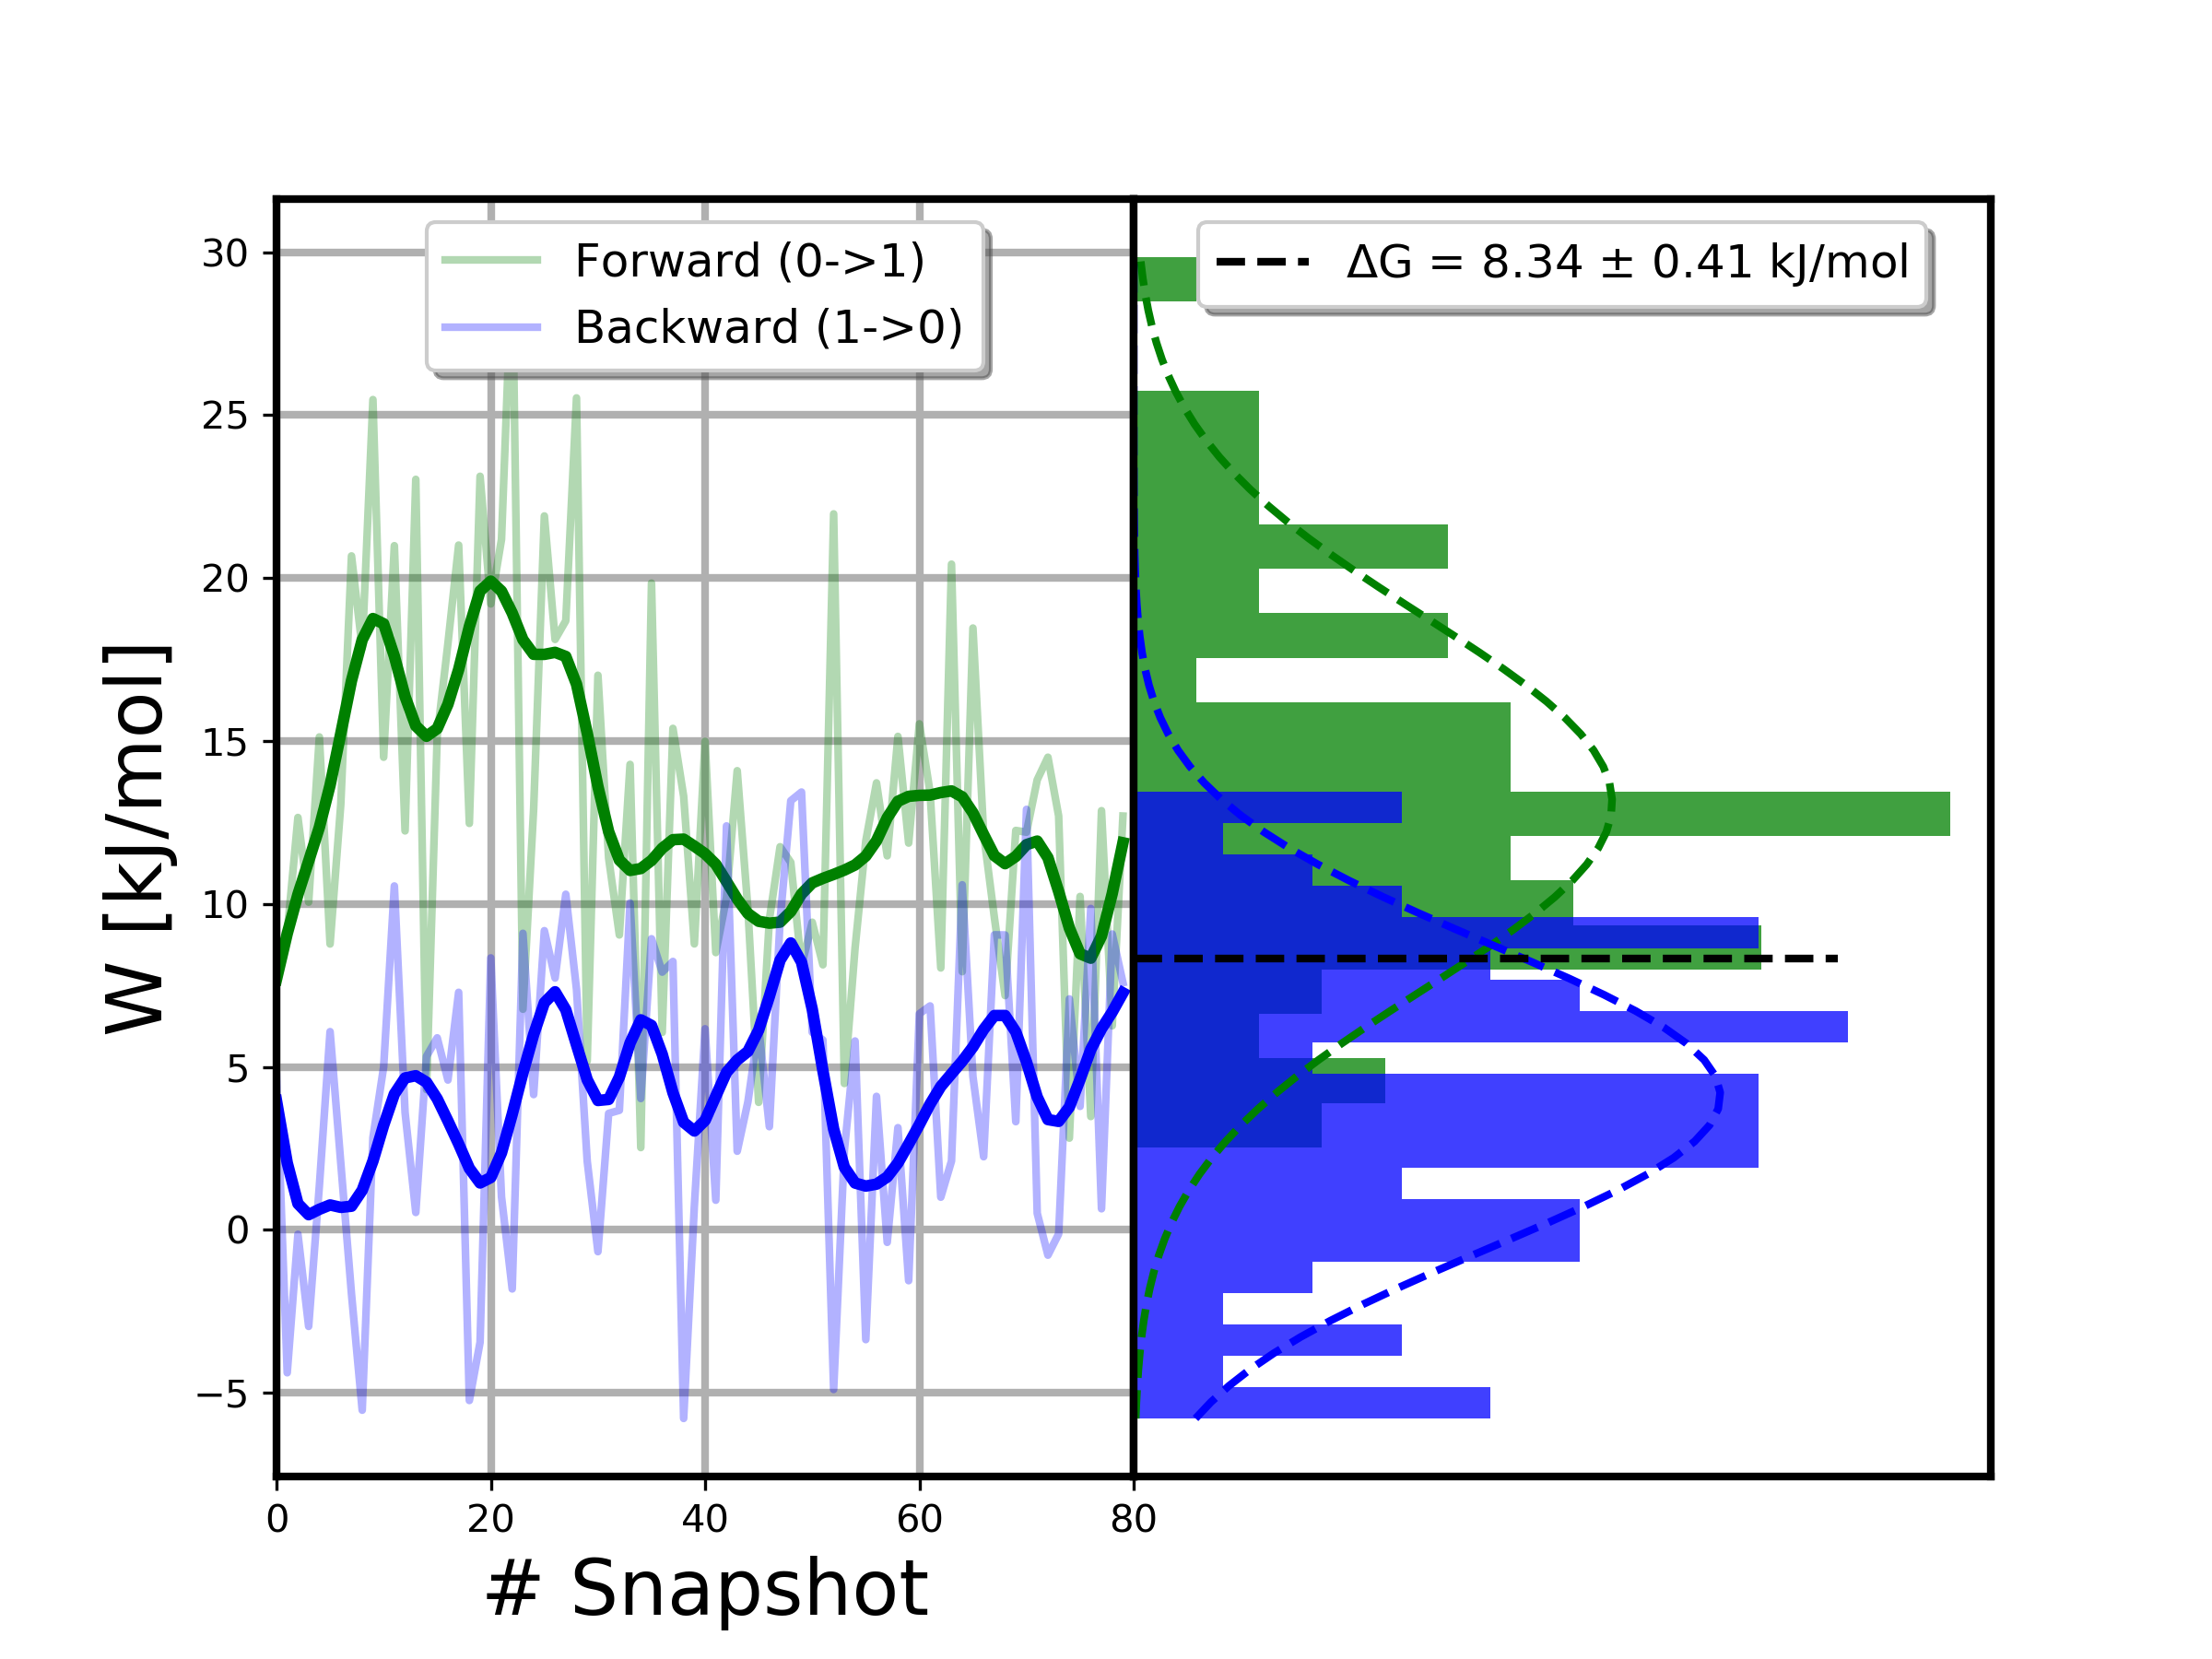 Forward (0->1)
Backward (1->0)
ΔG = 8.34 ± 0.41 kJ/mol
W [kJ/mol]
30
25
20
15
10
5
0
−5
0 20 40 60 80
# Snapshot